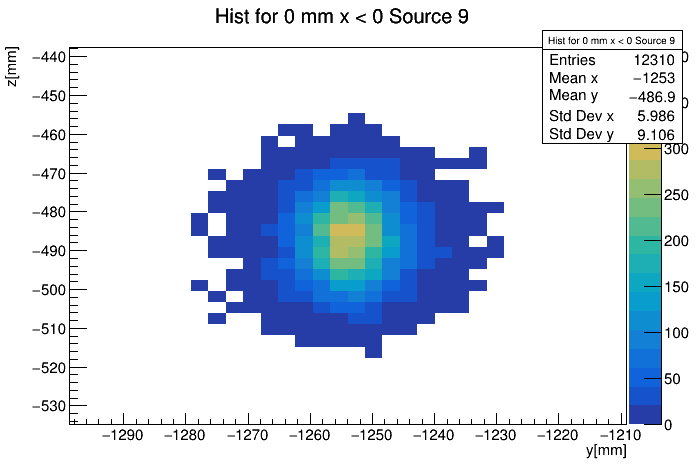 Hist for 0 mm x < 0 Source 9
Hist for 0 mm x < 0 Source 9
Entries 12310
Mean x −1253
Mean y −486.9
Std Dev x 5.986
Std Dev y 9.106
z[mm]
−440
−450
−460
−470
−480
−490
−500
−510
−520
−530
−1290 −1280 −1270 −1260 −1250 −1240 −1230 −1220 −1210
y[mm]
300
250
200
150
100
50
0